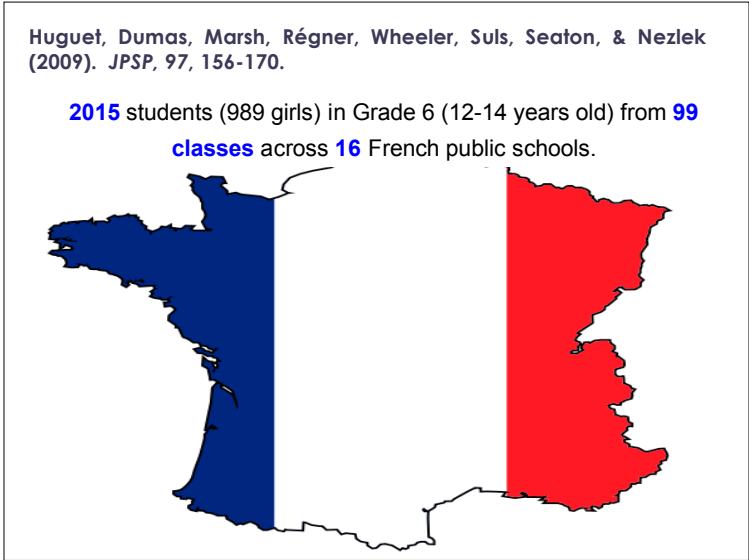 Huguet, Dumas, Marsh, Régner, Wheeler, Suls, Seaton, & Nezlek
(2009). JPSP, 97, 156-170.
2015 students (989 girls) in Grade 6 (12-14 years old) from 99
classes across 16 French public schools.